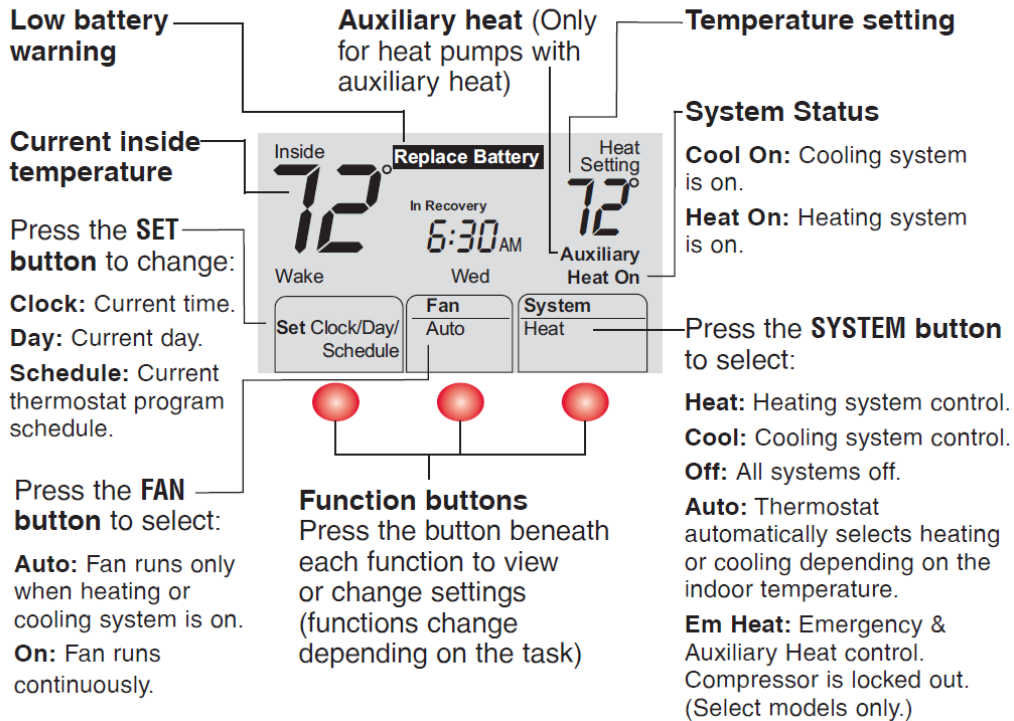 Low battery
warning
Auxiliary heat (Only
for heat pumps with
auxiliary heat)
Temperature setting
System Status
Cool On: Cooling system
is on.
Heat On: Heating system
is on.
Current inside
temperature
Inside
72°
Replace Battery
In Recovery
6:30 AM
Heat
Setting
72°
Auxiliary
Heat On
Wake
Wed
Set Clock/Day/
Schedule
Fan
Auto
System
Heat
Press the SET
button to change:
Clock: Current time.
Day: Current day.
Schedule: Current
thermostat program
schedule.
Press the FAN
button to select:
Auto: Fan runs only
when heating or
cooling system is on.
On: Fan runs
continuously.
Function buttons
Press the button beneath
each function to view
or change settings
(functions change
depending on the task)
Press the SYSTEM button
to select:
Heat: Heating system control.
Cool: Cooling system control.
Off: All systems off.
Auto: Thermostat
automatically selects heating
or cooling depending on the
indoor temperature.
Em Heat: Emergency &
Auxiliary Heat control.
Compressor is locked out.
(Select models only.)